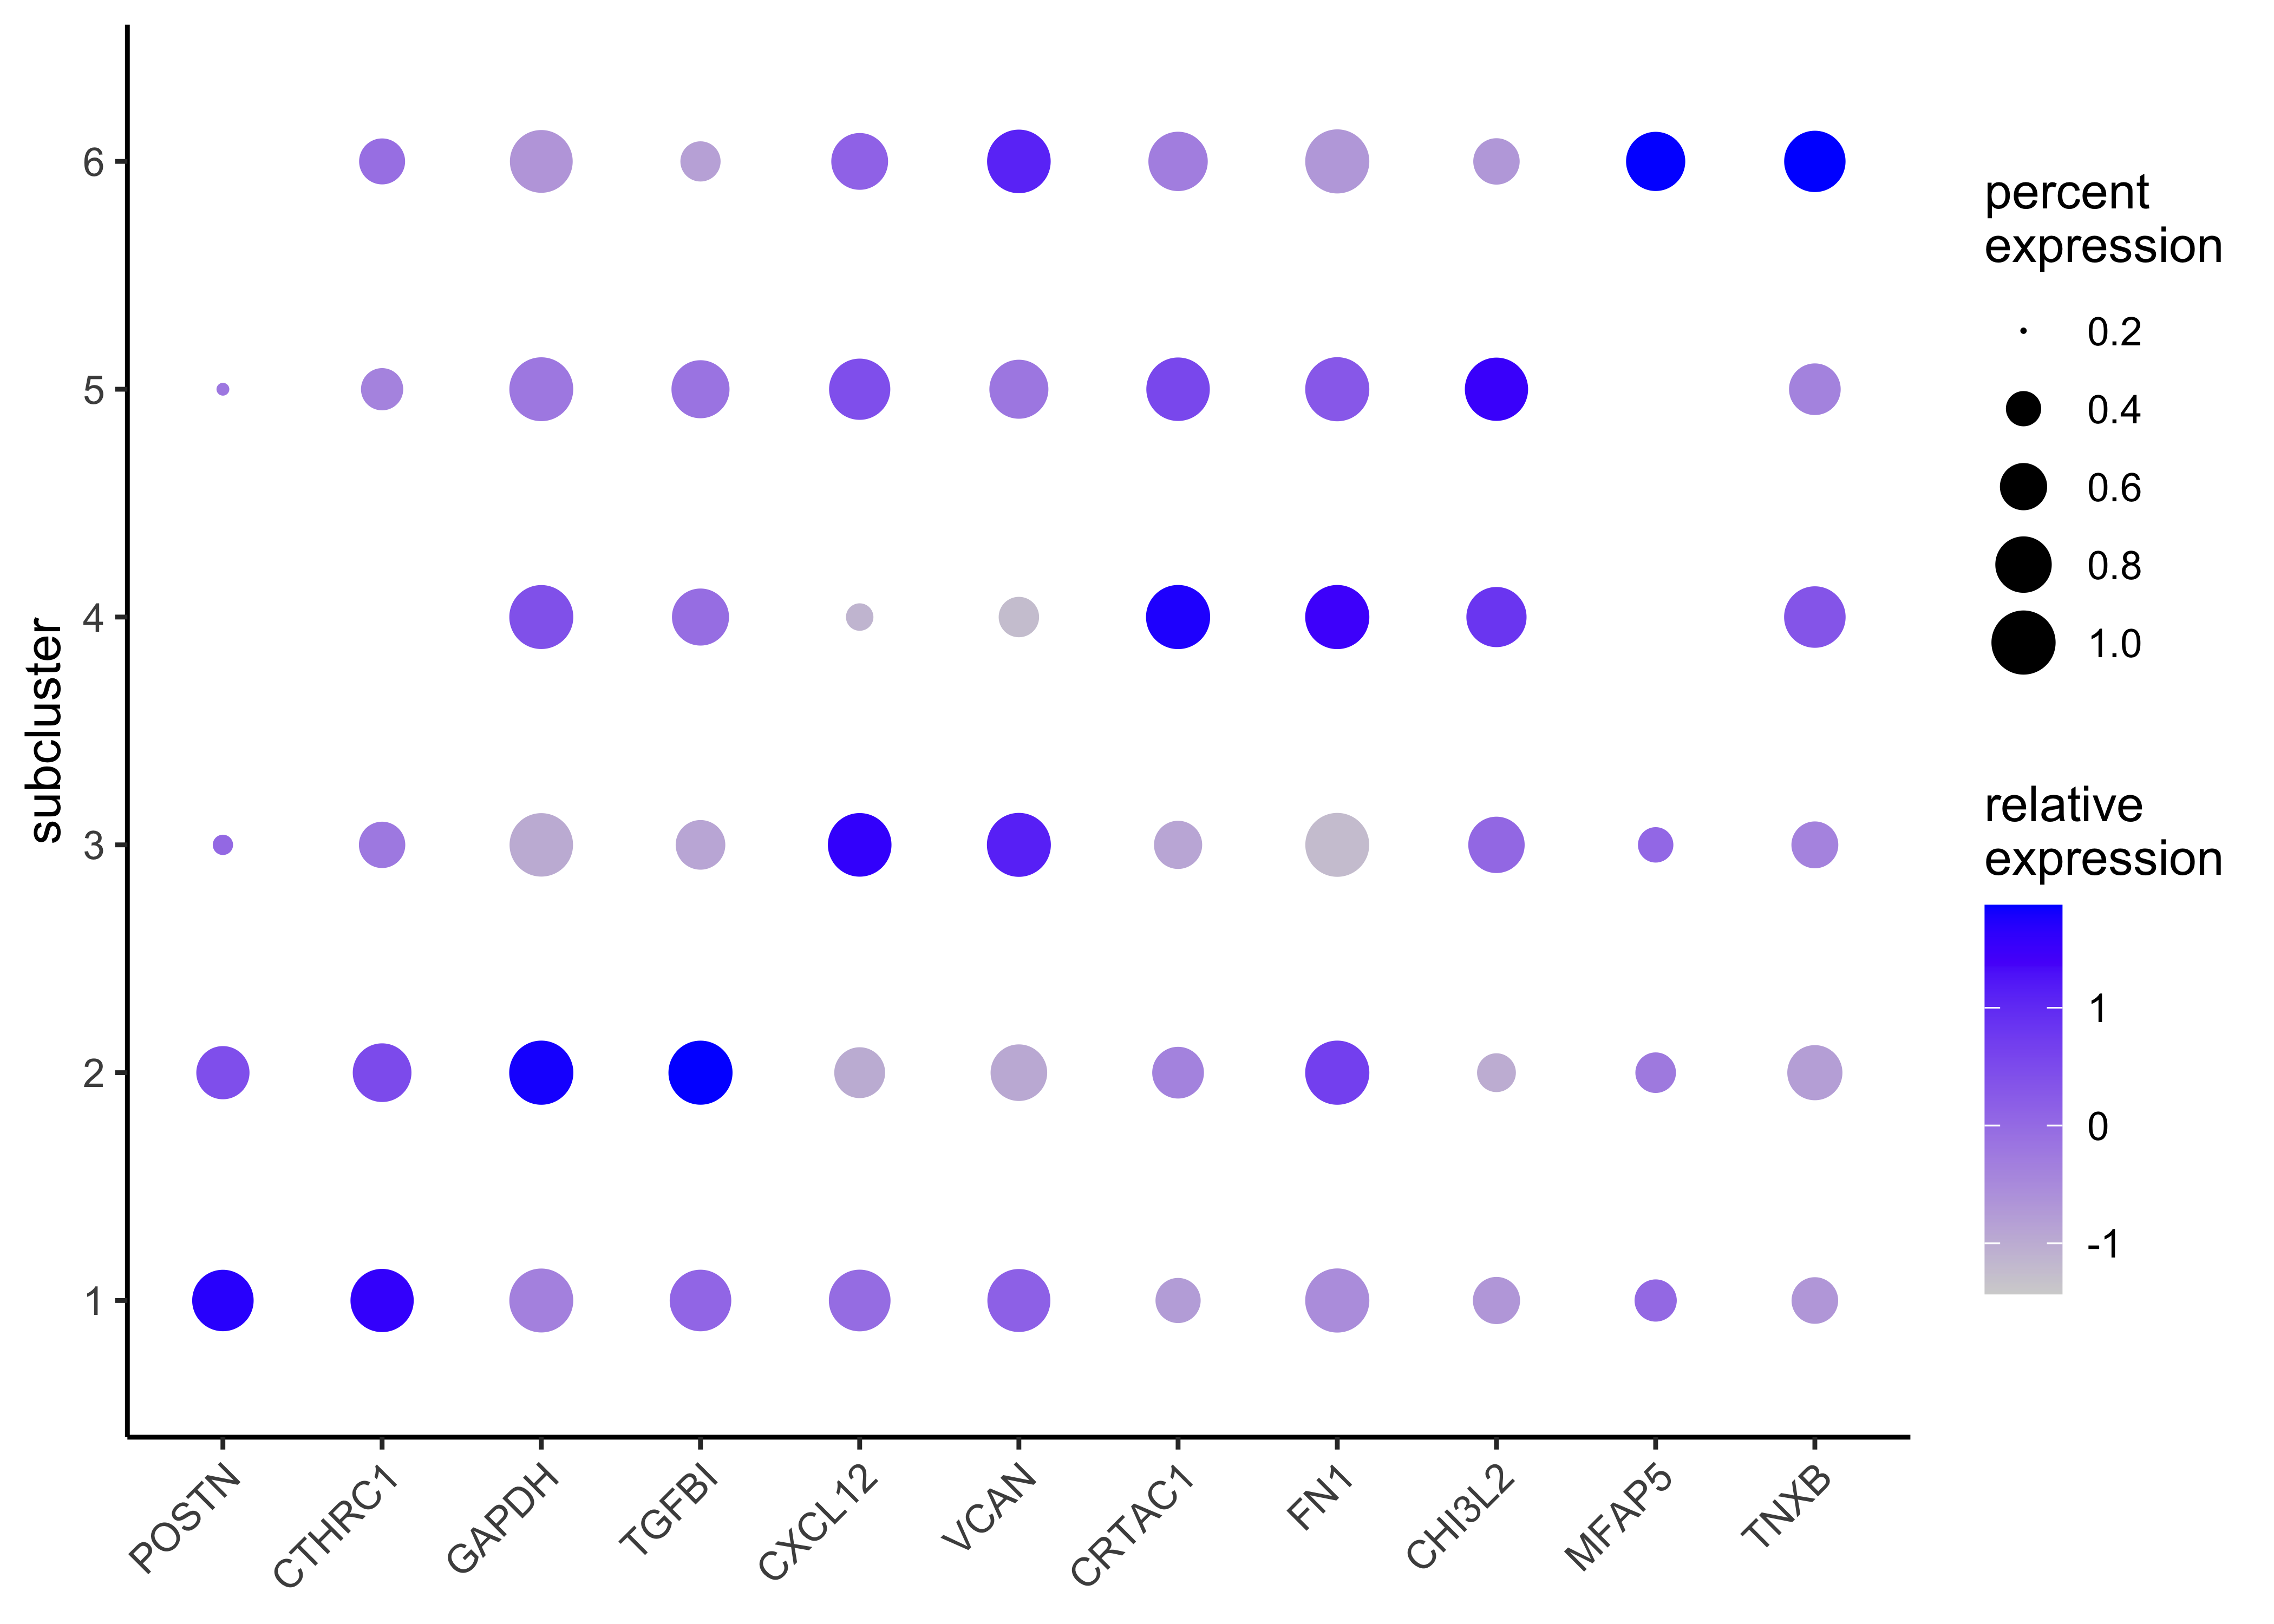 subcluster
6
5
4
3
2
1
POSTN
CTHRC1
GAPDH
TGFBI
CXCL12
VCAN
CRTAC1
FN1
CHI3L2
MFAP5
TNXB
percent
expression
0.2
0.4
0.6
0.8
1.0
relative
expression
1
0
-1